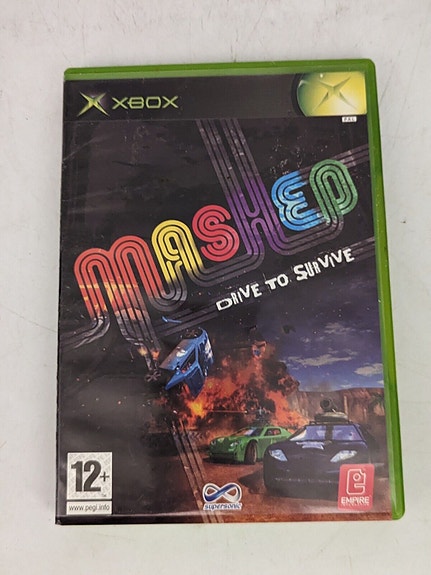 XBOX
PAL
MASHED
DRIVE TO SURVIVE
12+
www.pegi.info
SUPERSONIC
EMPIRE